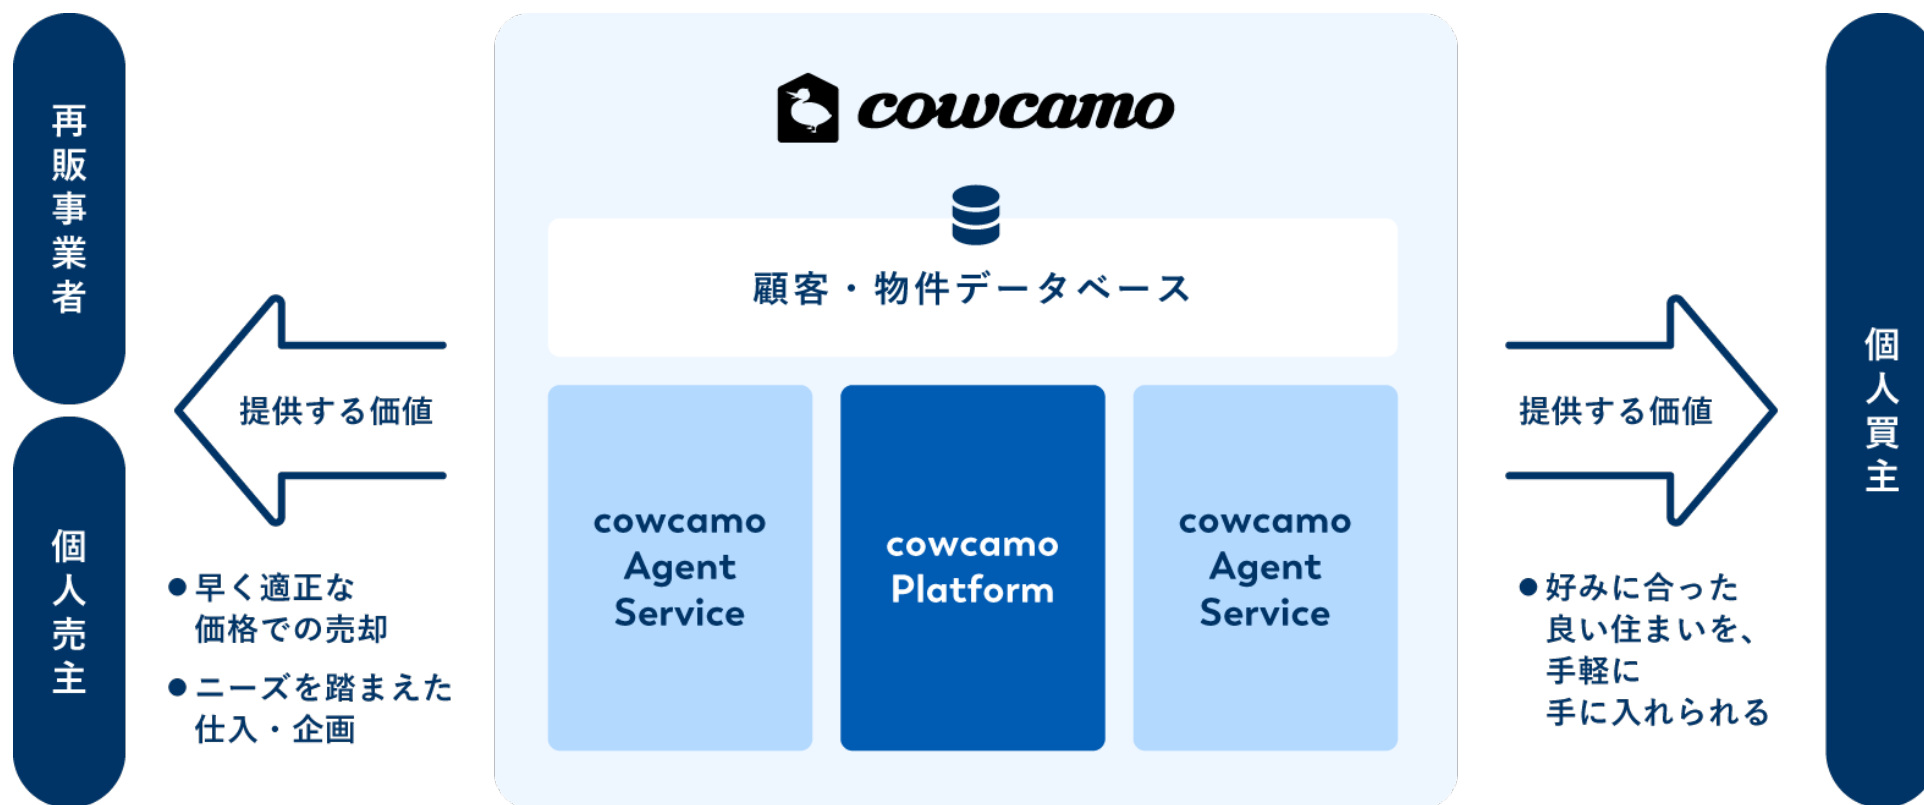 再販事業者
個人売主
提供する価値
● 早く適正な
価格での売却
● ニーズを踏まえた
仕入・企画
cowcamo
顧客・物件データベース
cowcamo
Agent
Service
cowcamo
Platform
cowcamo
Agent
Service
提供する価値
● 好みに合った
良い住まいを、
手軽に
手に入れられる
個人買主